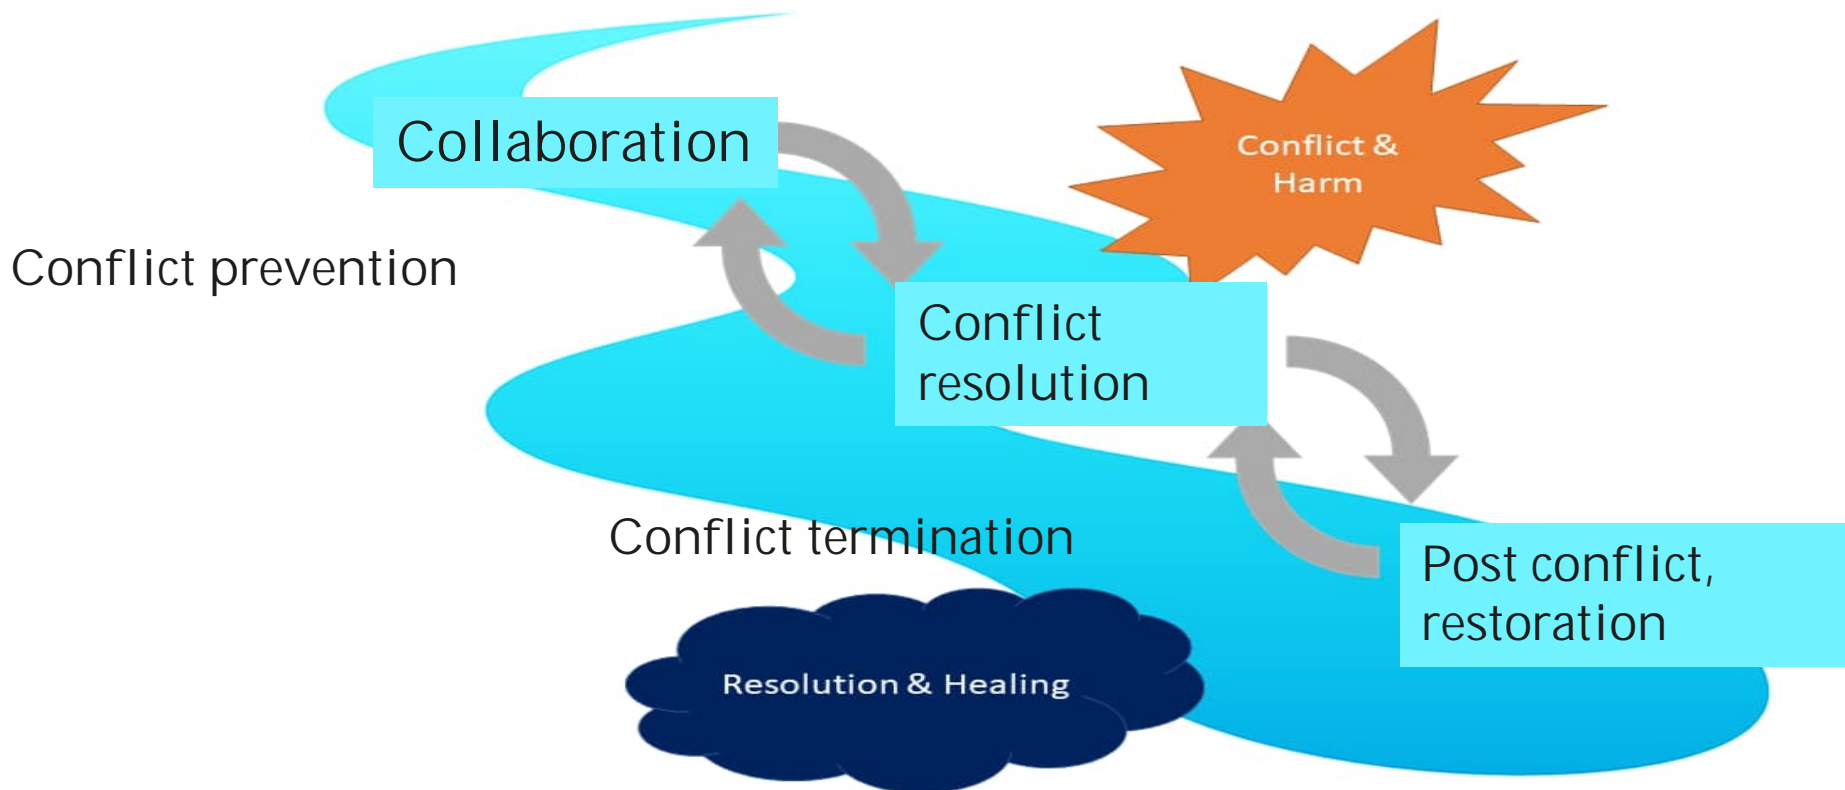 Collaboration
Conflict &
Harm
Conflict prevention
Conflict
resolution
Conflict termination
Post conflict,
restoration
Resolution & Healing